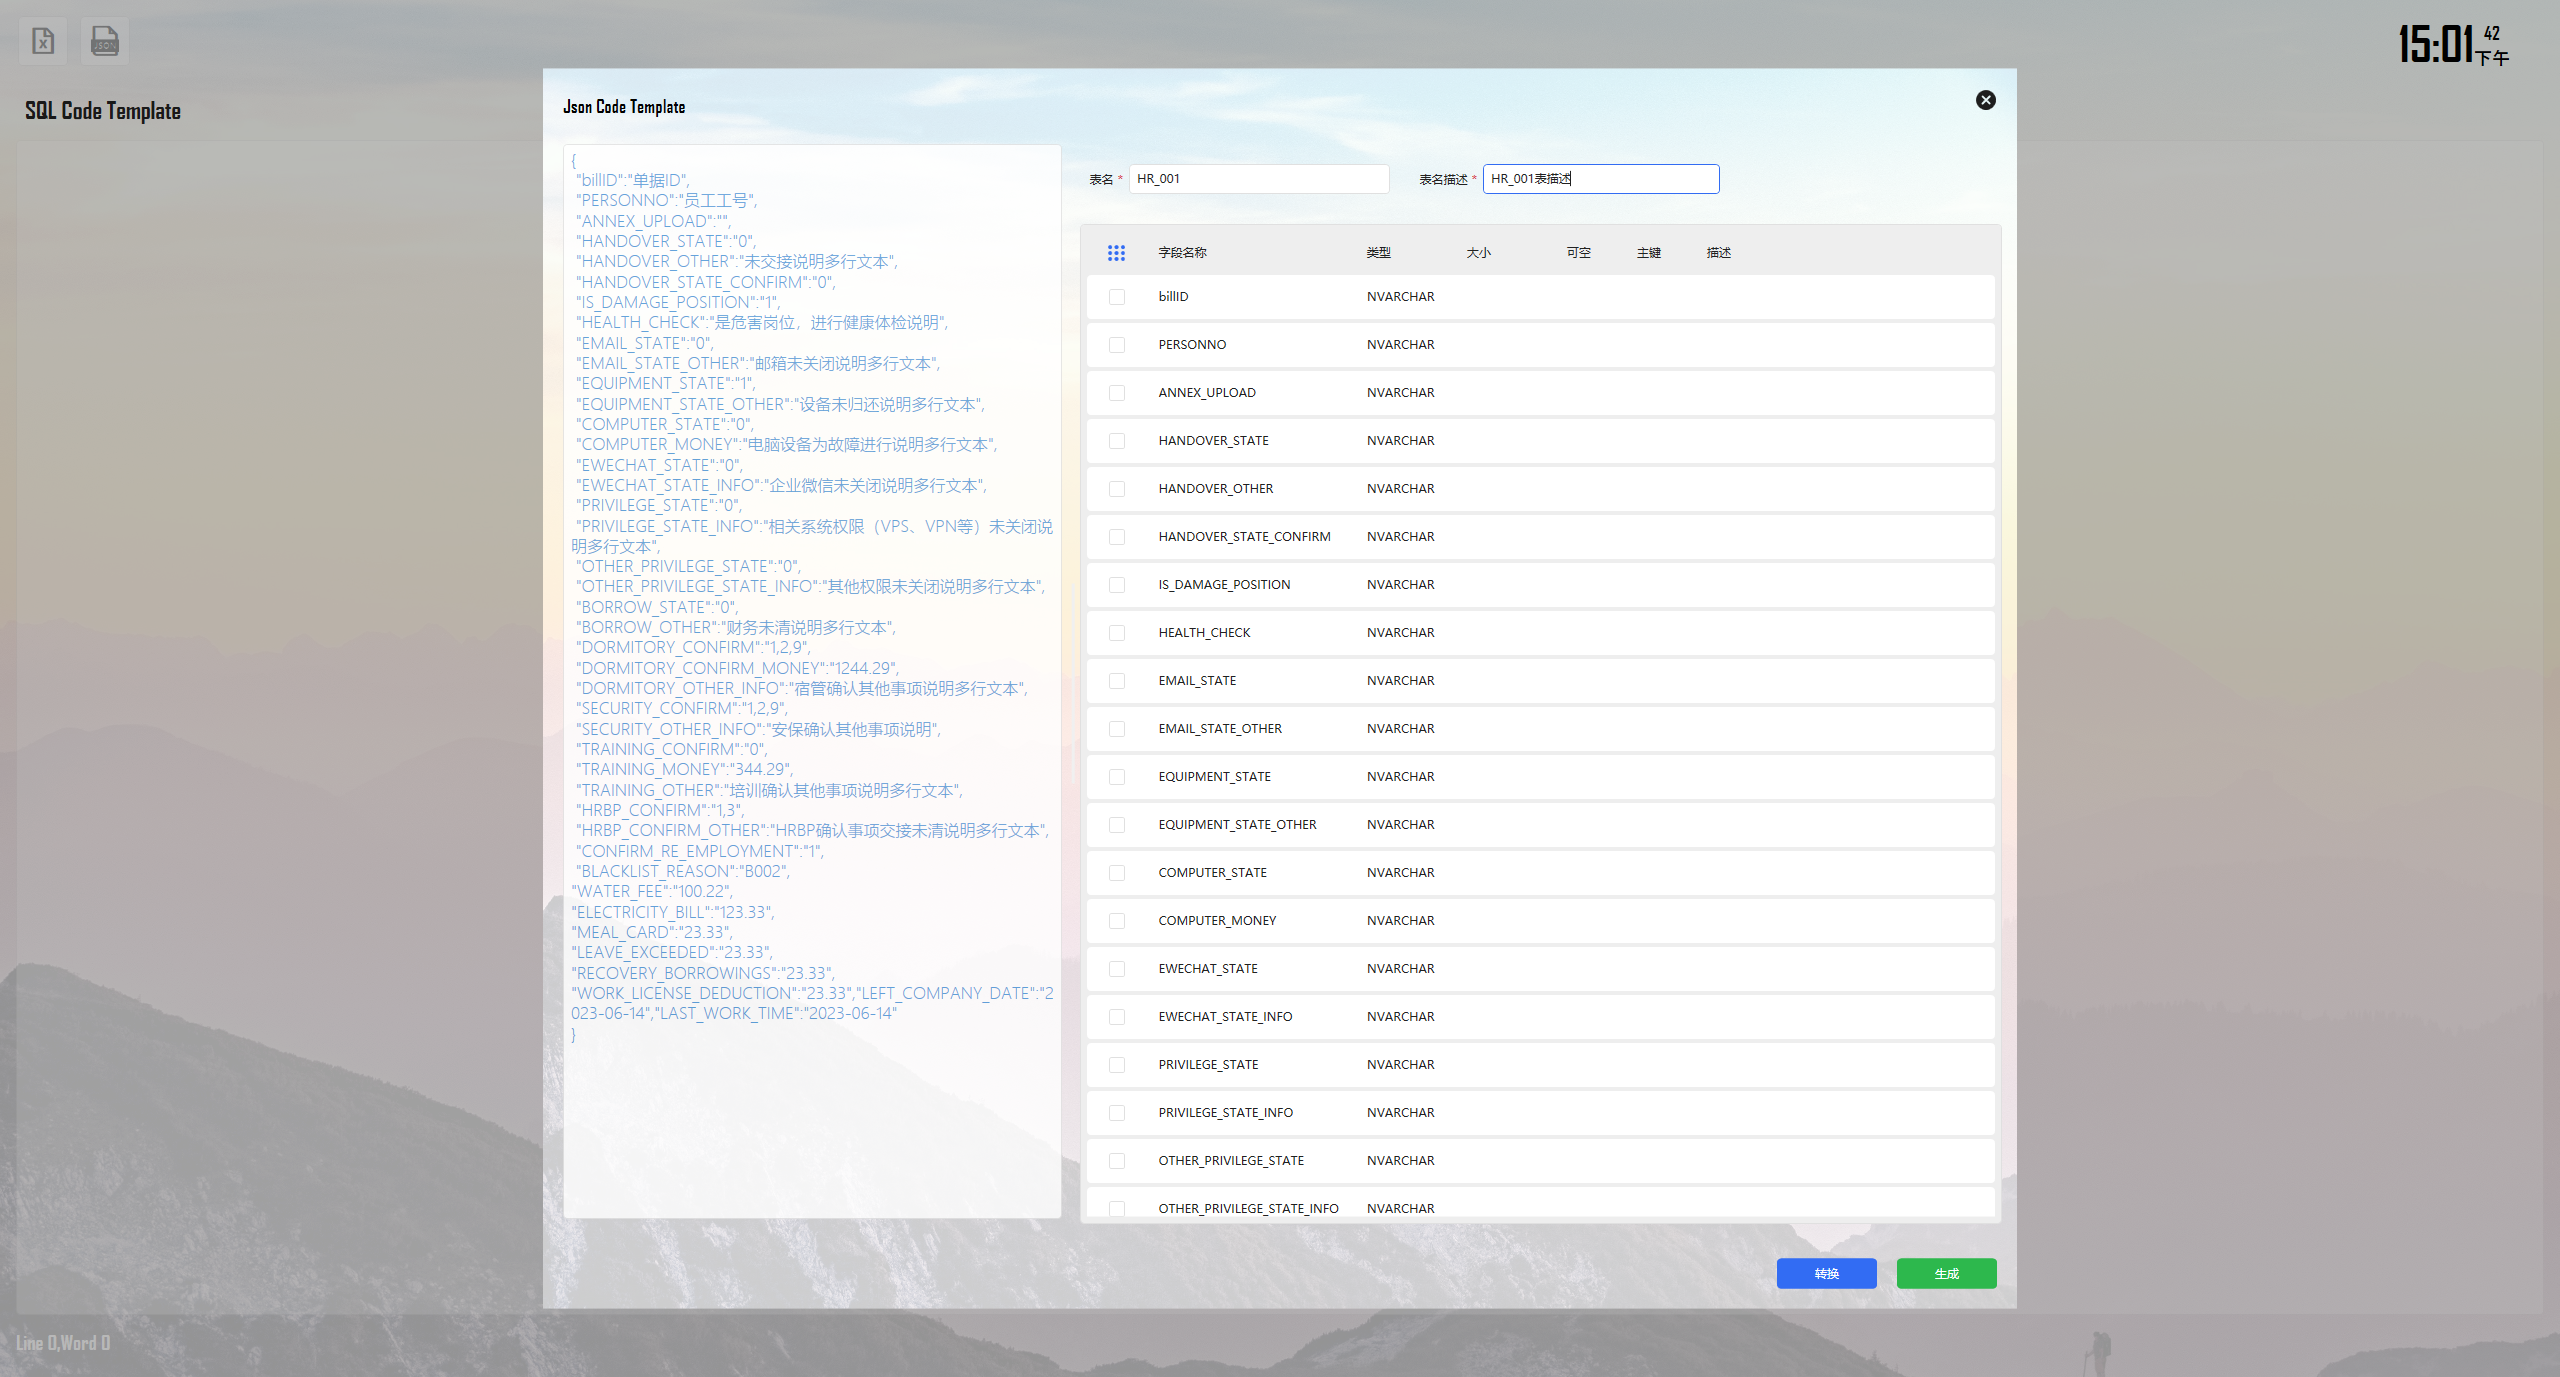 JSON
15:01
42
下午
SQL Code Template
Json Code Template
{
"billID":"单据ID",
"PERSONNO":"员工工号",
"ANNEX_UPLOAD":"",
"HANDOVER_STATE":"0",
"HANDOVER_OTHER":"未交接说明多行文本",
"HANDOVER_STATE_CONFIRM":"0",
"IS_DAMAGE_POSITION":"1",
"HEALTH_CHECK":"是危害岗位，进行健康体检说明",
"EMAIL_STATE":"0",
"EMAIL_STATE_OTHER":"邮箱未关闭说明多行文本",
"EQUIPMENT_STATE":"1",
"EQUIPMENT_STATE_OTHER":"设备未归还说明多行文本",
"COMPUTER_STATE":"0",
"COMPUTER_MONEY":"电脑设备为故障进行说明多行文本",
"EWECHAT_STATE":"0",
"EWECHAT_STATE_INFO":"企业微信未关闭说明多行文本",
"PRIVILEGE_STATE":"0",
"PRIVILEGE_STATE_INFO":"相关系统权限（VPS、VPN等）未关闭说
明多行文本",
"OTHER_PRIVILEGE_STATE":"0",
"OTHER_PRIVILEGE_STATE_INFO":"其他权限未关闭说明多行文本",
"BORROW_STATE":"0",
"BORROW_OTHER":"财务未清说明多行文本",
"DORMITORY_CONFIRM":"1,2,9",
"DORMITORY_CONFIRM_MONEY":"1244.29",
"DORMITORY_OTHER_INFO":"宿管确认其他事项说明多行文本",
"SECURITY_CONFIRM":"1,2,9",
"SECURITY_OTHER_INFO":"安保确认其他事项说明",
"TRAINING_CONFIRM":"0",
"TRAINING_MONEY":"344.29",
"TRAINING_OTHER":"培训确认其他事项说明多行文本",
"HRBP_CONFIRM":"1,3",
"HRBP_CONFIRM_OTHER":"HRBP确认事项交接未清说明多行文本",
"CONFIRM_RE_EMPLOYMENT":"1",
"BLACKLIST_REASON":"B002",
"WATER_FEE":"100.22",
"ELECTRICITY_BILL":"123.33",
"MEAL_CARD":"23.33",
"LEAVE_EXCEEDED":"23.33",
"RECOVERY_BORROWINGS":"23.33",
"WORK_LICENSE_DEDUCTION":"23.33","LEFT_COMPANY_DATE":"2
023-06-14","LAST_WORK_TIME":"2023-06-14"
}
表名 * HR_001 表名描述 * HR_001表描述
字段名称 类型 大小 可空 主键 描述
billID NVARCHAR
PERSONNO NVARCHAR
ANNEX_UPLOAD NVARCHAR
HANDOVER_STATE NVARCHAR
HANDOVER_OTHER NVARCHAR
HANDOVER_STATE_CONFIRM NVARCHAR
IS_DAMAGE_POSITION NVARCHAR
HEALTH_CHECK NVARCHAR
EMAIL_STATE NVARCHAR
EMAIL_STATE_OTHER NVARCHAR
EQUIPMENT_STATE NVARCHAR
EQUIPMENT_STATE_OTHER NVARCHAR
COMPUTER_STATE NVARCHAR
COMPUTER_MONEY NVARCHAR
EWECHAT_STATE NVARCHAR
EWECHAT_STATE_INFO NVARCHAR
PRIVILEGE_STATE NVARCHAR
PRIVILEGE_STATE_INFO NVARCHAR
OTHER_PRIVILEGE_STATE NVARCHAR
OTHER_PRIVILEGE_STATE_INFO NVARCHAR
转换 生成
Line 0,Word 0